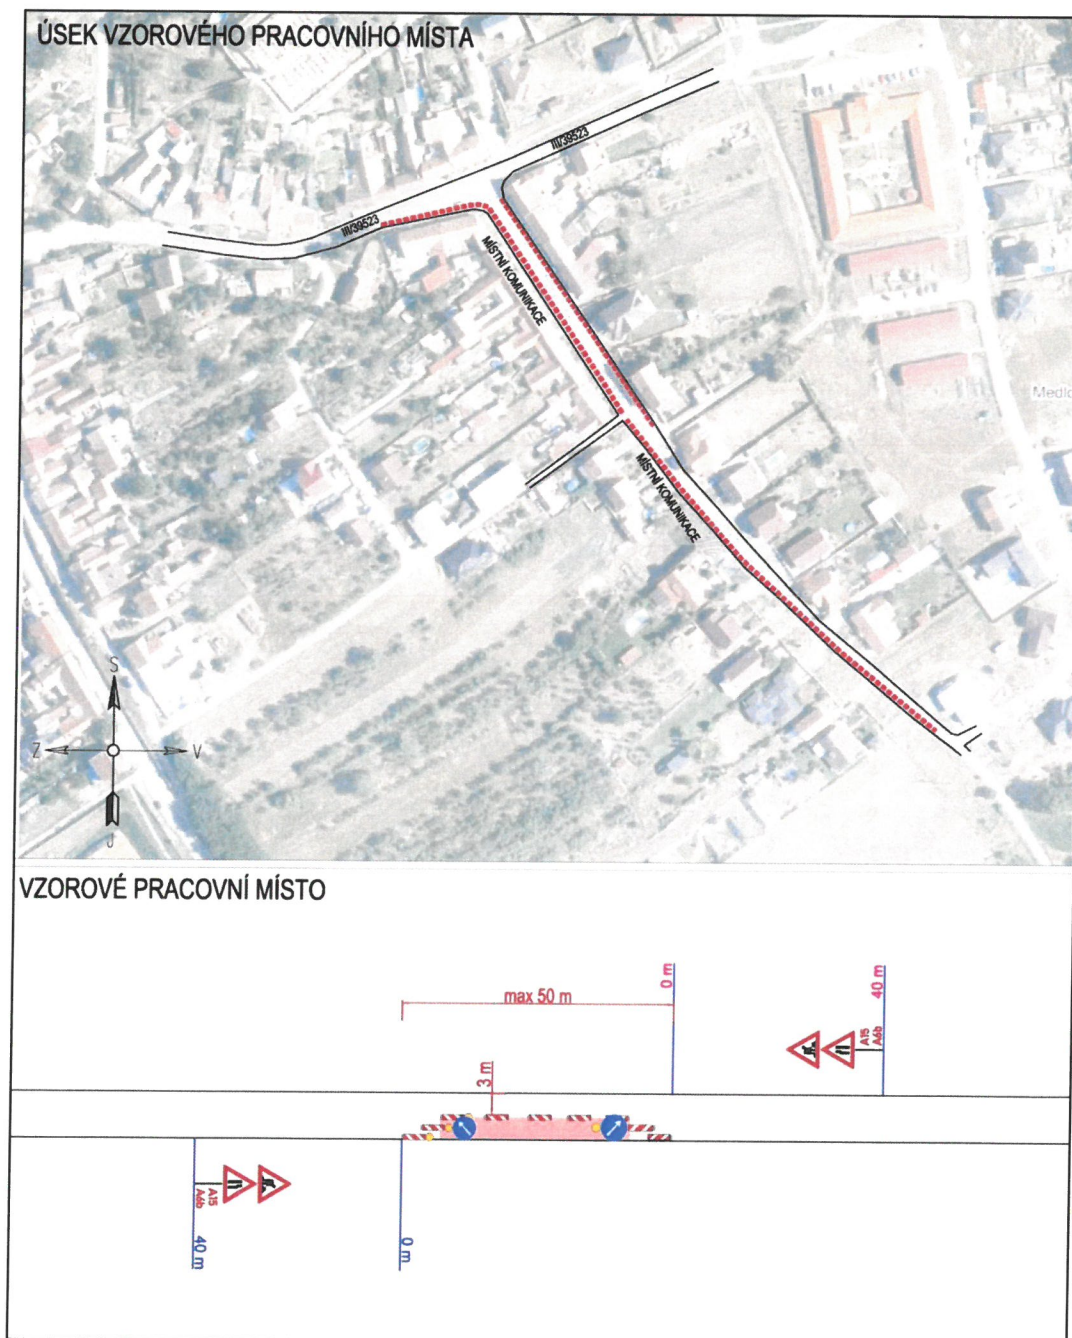 ÚSEK VZOROVÉHO PRACOVNÍHO MÍSTA
III/39523
III/39523
MÍSTNÍ KOMUNIKACE
MÍSTNÍ KOMUNIKACE
S
Z
V
J
VZOROVÉ PRACOVNÍ MÍSTO
max 50 m
0 m
40 m
A15
A6b
3 m
A15
A6b
40 m
0 m